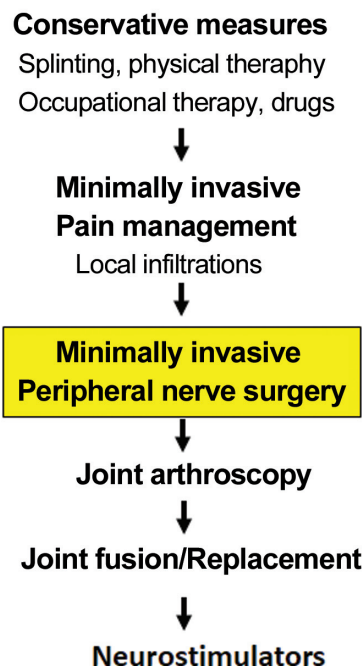 Conservative measures
Splinting, physical theraphy
Occupational therapy, drugs
Minimally invasive
Pain management
Local infiltrations
Minimally invasive
Peripheral nerve surgery
Joint arthroscopy
Joint fusion/Replacement
Neurostimulators